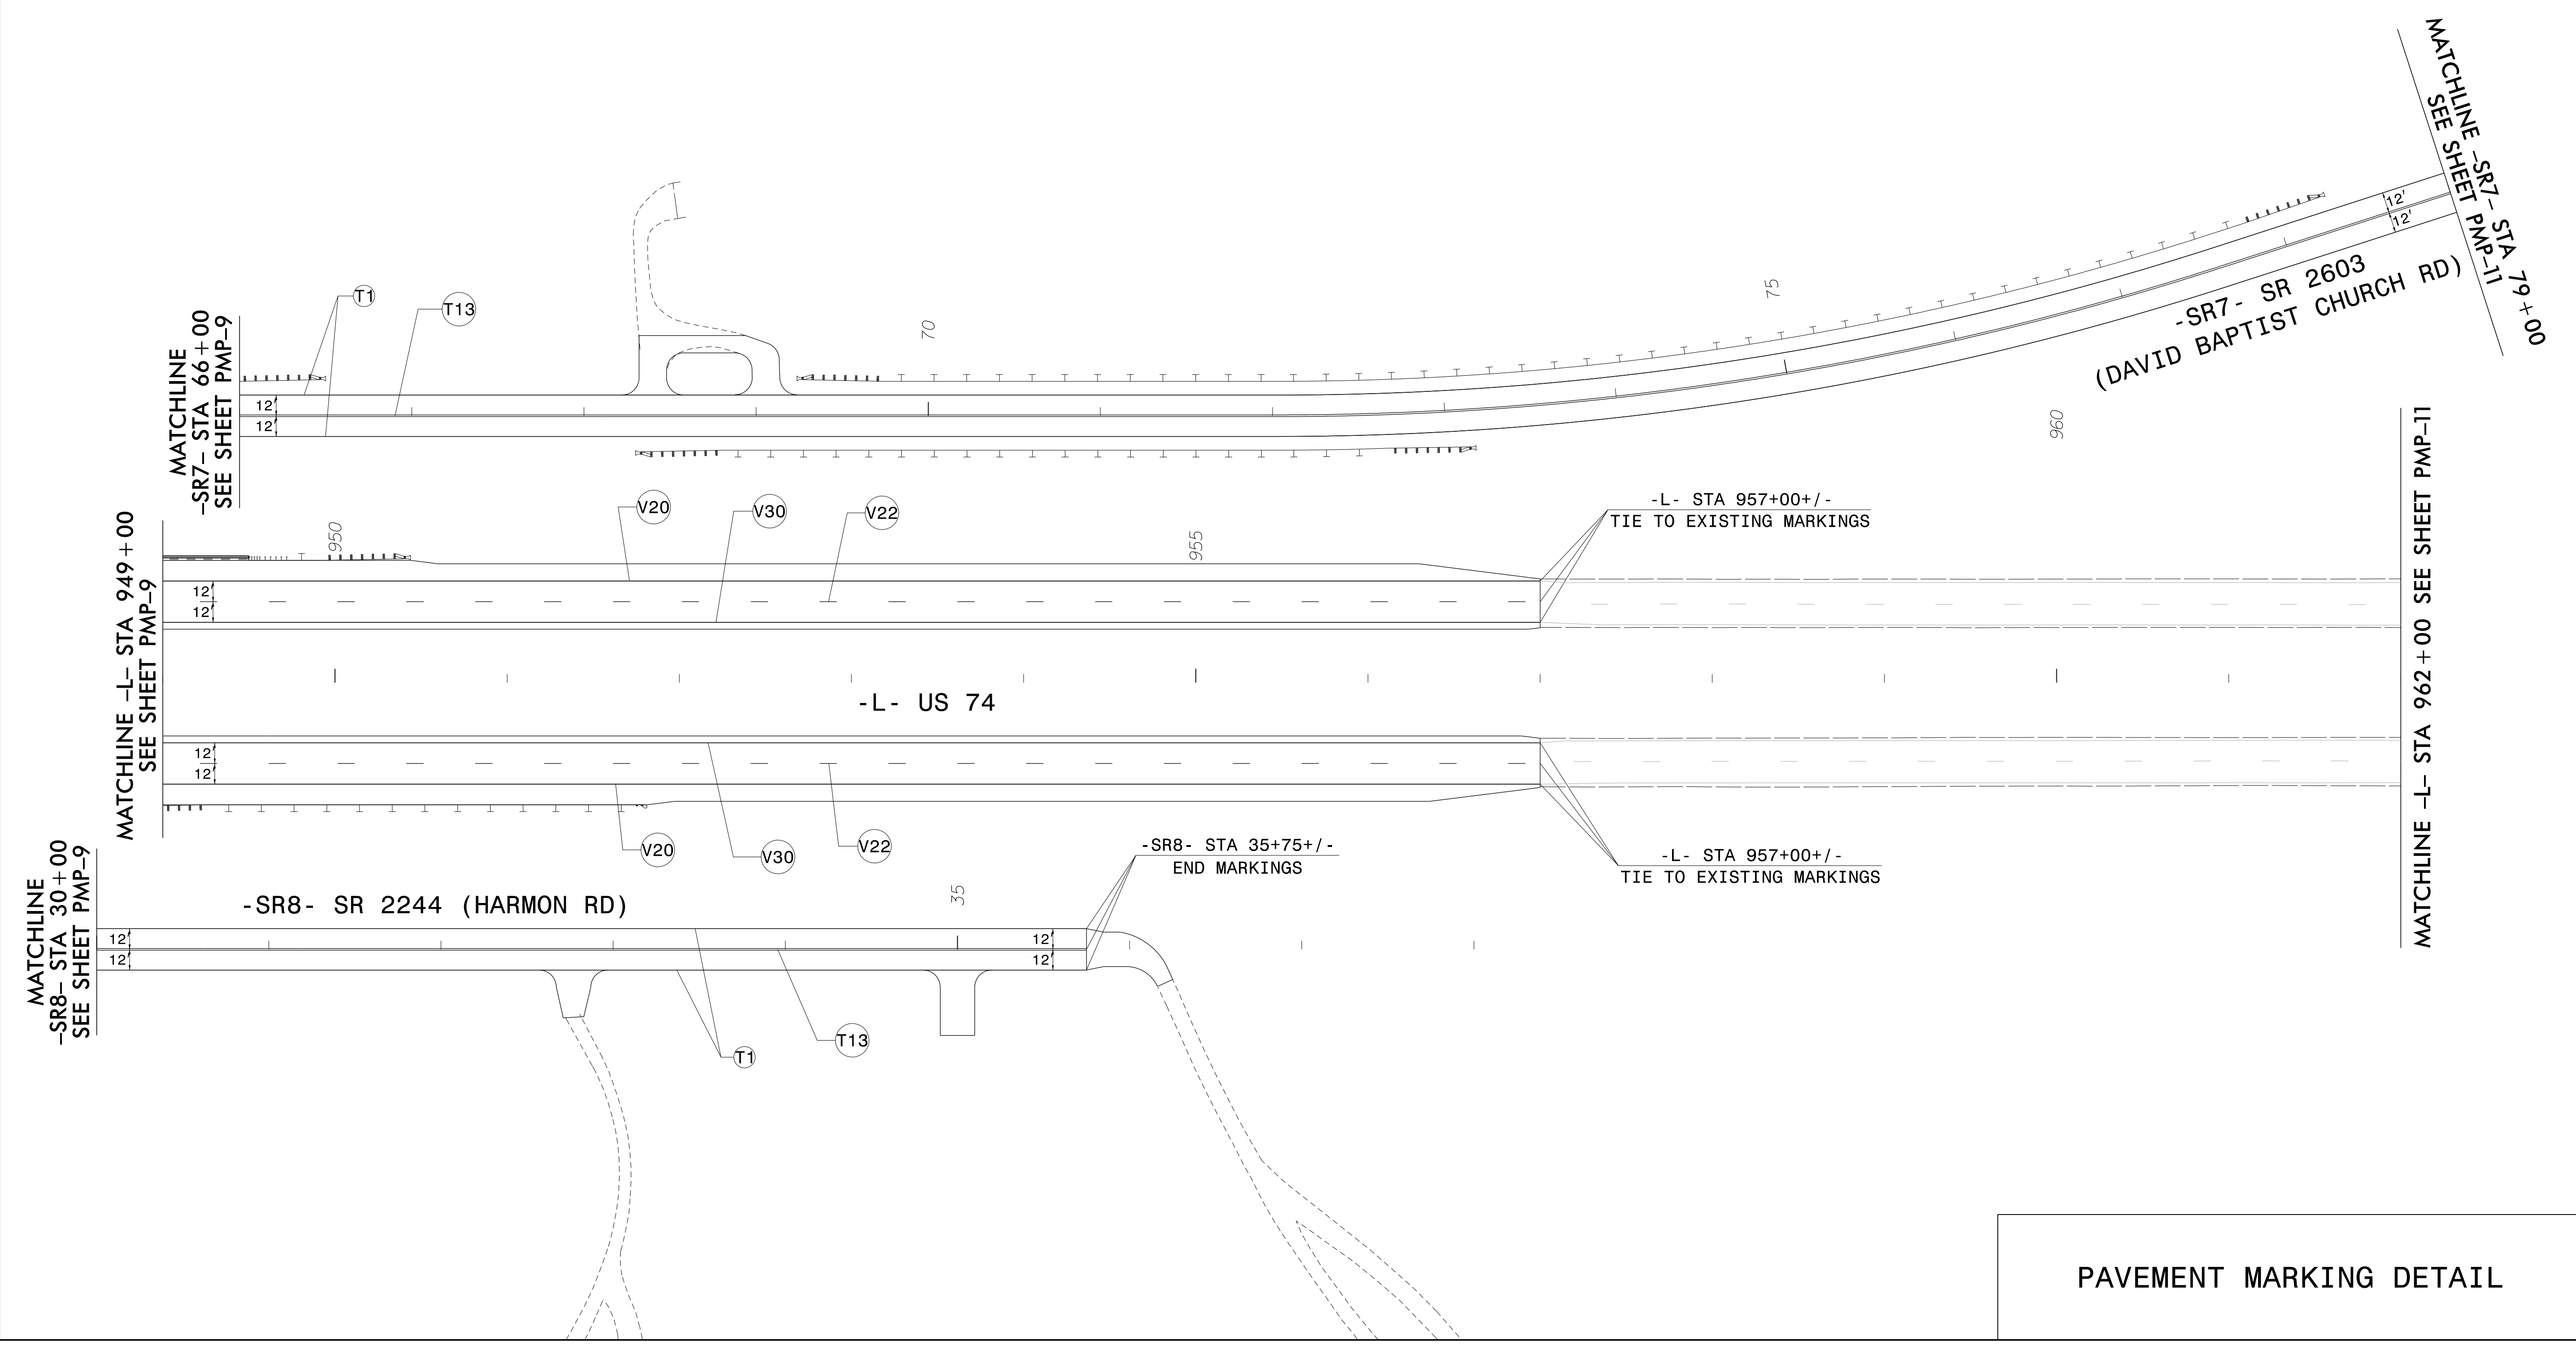 MATCHLINE -SR7- STA 79+00
SEE SHEET PMP-11
12'
12'
-SR7- SR 2603
(DAVID BAPTIST CHURCH RD)
T1
T13
70
75
MATCHLINE
-SR7- STA 66+00
SEE SHEET PMP-9
12'
12'
960
V20
V30
V22
-L- STA 957+00+/-
TIE TO EXISTING MARKINGS
950
955
MATCHLINE -L- STA 949+00
SEE SHEET PMP-9
12'
12'
MATCHLINE -L- STA 962+00 SEE SHEET PMP-11
-L- US 74
12'
12'
V20
V30
V22
-SR8- STA 35+75+/-
END MARKINGS
-L- STA 957+00+/-
TIE TO EXISTING MARKINGS
MATCHLINE
-SR8- STA 30+00
SEE SHEET PMP-9
-SR8- SR 2244 (HARMON RD)
35
12'
12'
12'
12'
T13
T1
PAVEMENT MARKING DETAIL